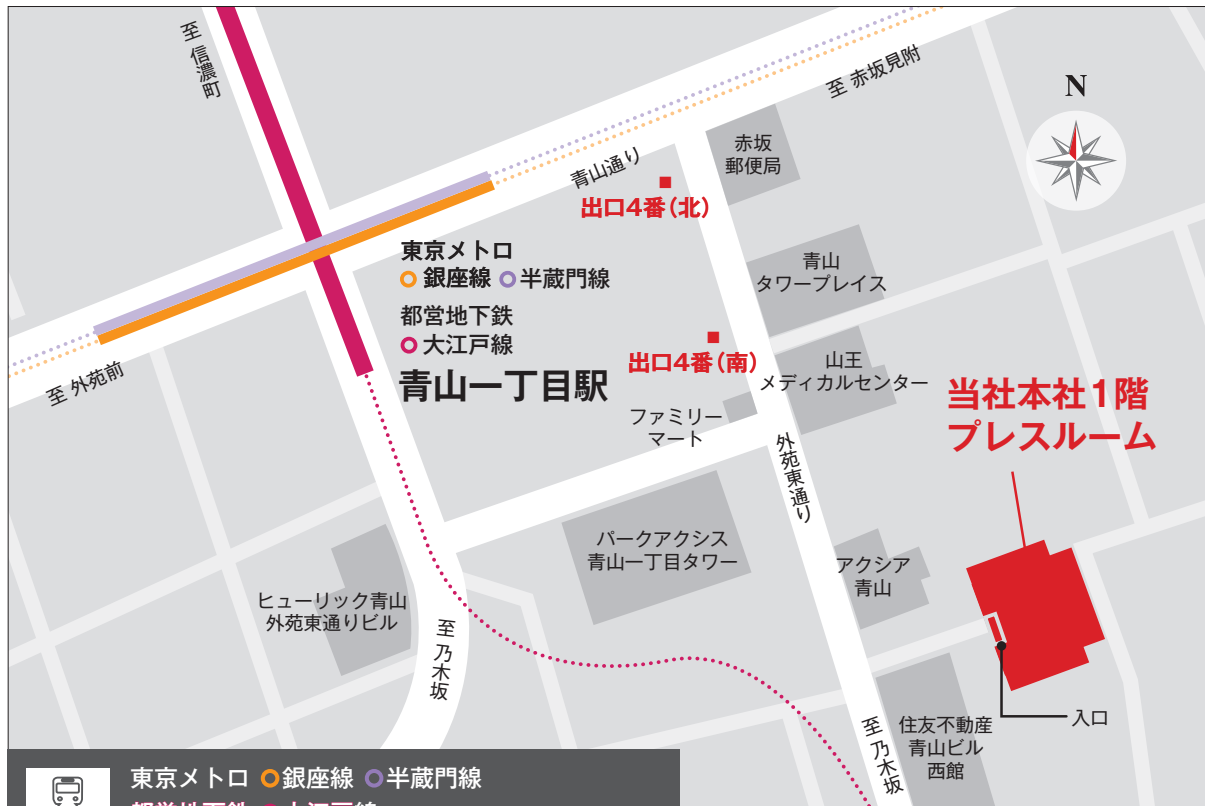 至 信濃町
至 赤坂見附
N
赤坂
郵便局
青山通り
出口4番(北)
東京メトロ
銀座線 半蔵門線
都営地下鉄
大江戸線
青山一丁目駅
青山
タワープレイス
出口4番(南)
山王
メディカルセンター
至 外苑前
ファミリー
マート
当社本社1階
プレスルーム
外苑東通り
パークアクシス
青山一丁目タワー
アクシア
青山
ヒューリック青山
外苑東通りビル
至 乃木坂
至 乃木坂
住友不動産
青山ビル
西館
入口
東京メトロ 銀座線 半蔵門線
都営地下鉄 大江戸線